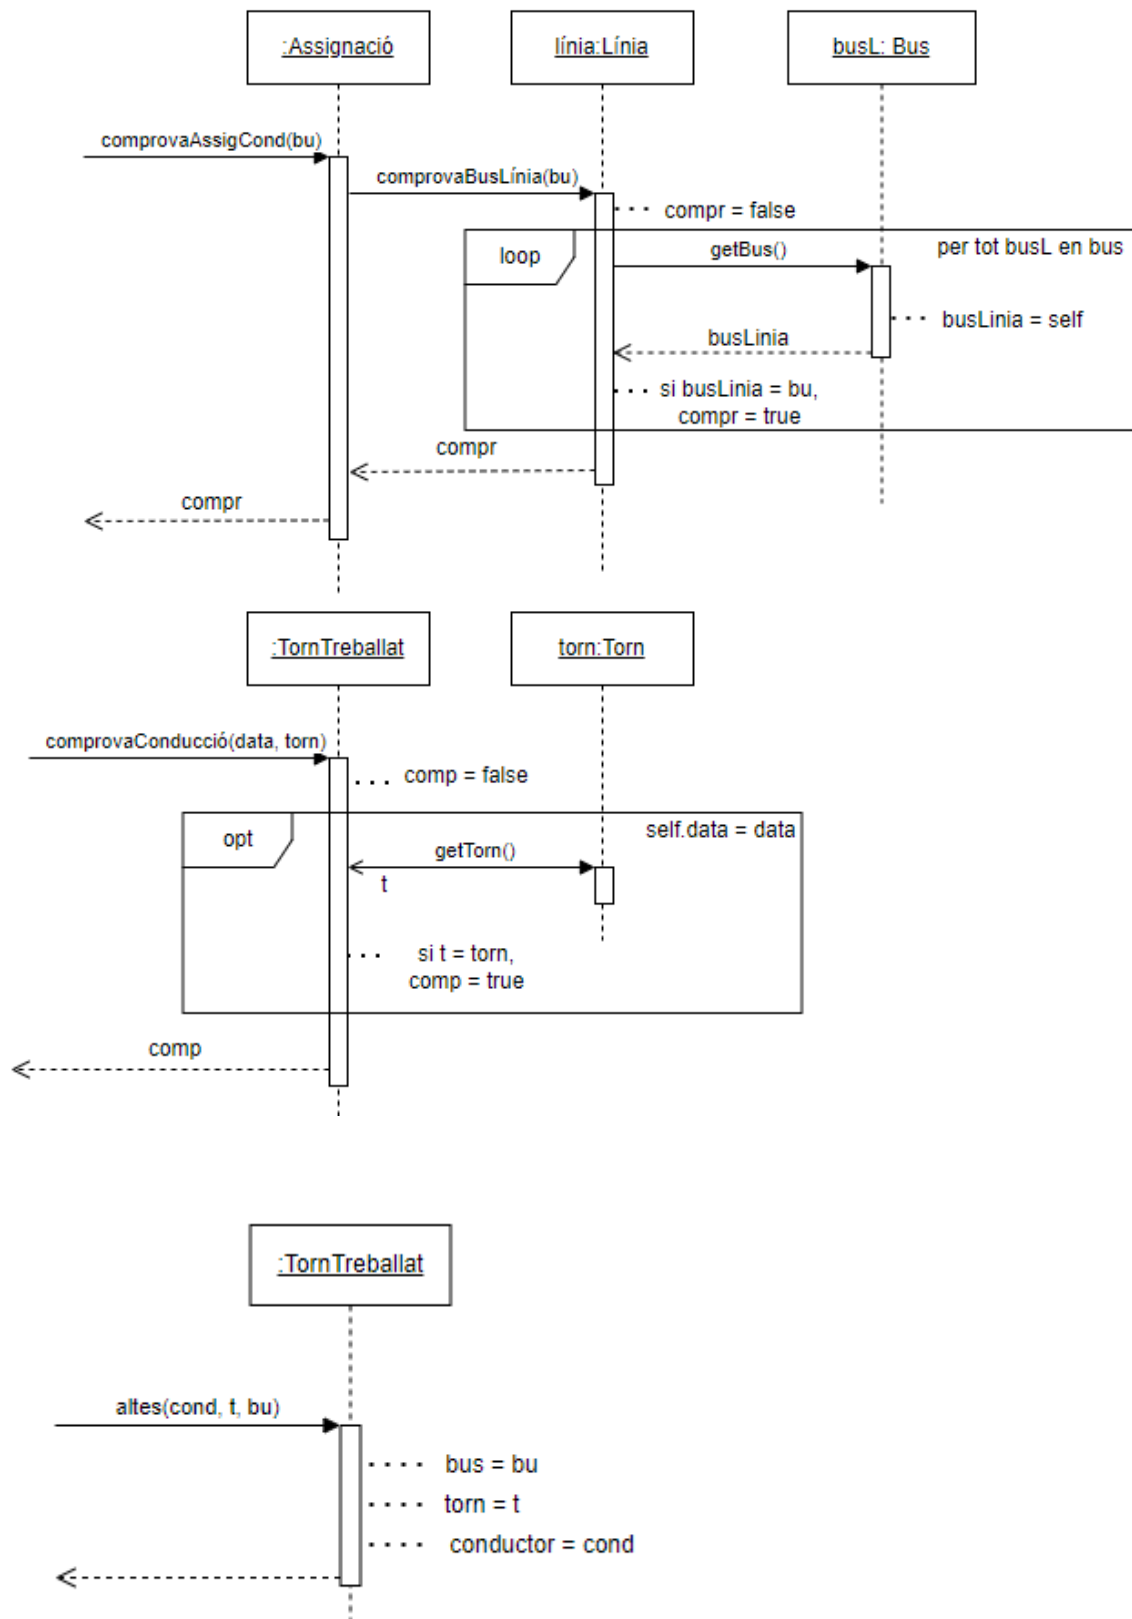 :Assignació
línia:Línia
busL: Bus
comprovaAssigCond(bu)
comprovaBusLínia(bu)
compr = false
loop
getBus()
per tot busL en bus
busLinia = self
busLinia
si busLinia = bu,
compr = true
compr
compr
:TornTreballat
torn:Torn
comprovaConducció(data, torn)
comp = false
opt
self.data = data
getTorn()
t
si t = torn,
comp = true
comp
:TornTreballat
altes(cond, t, bu)
bus = bu
torn = t
conductor = cond